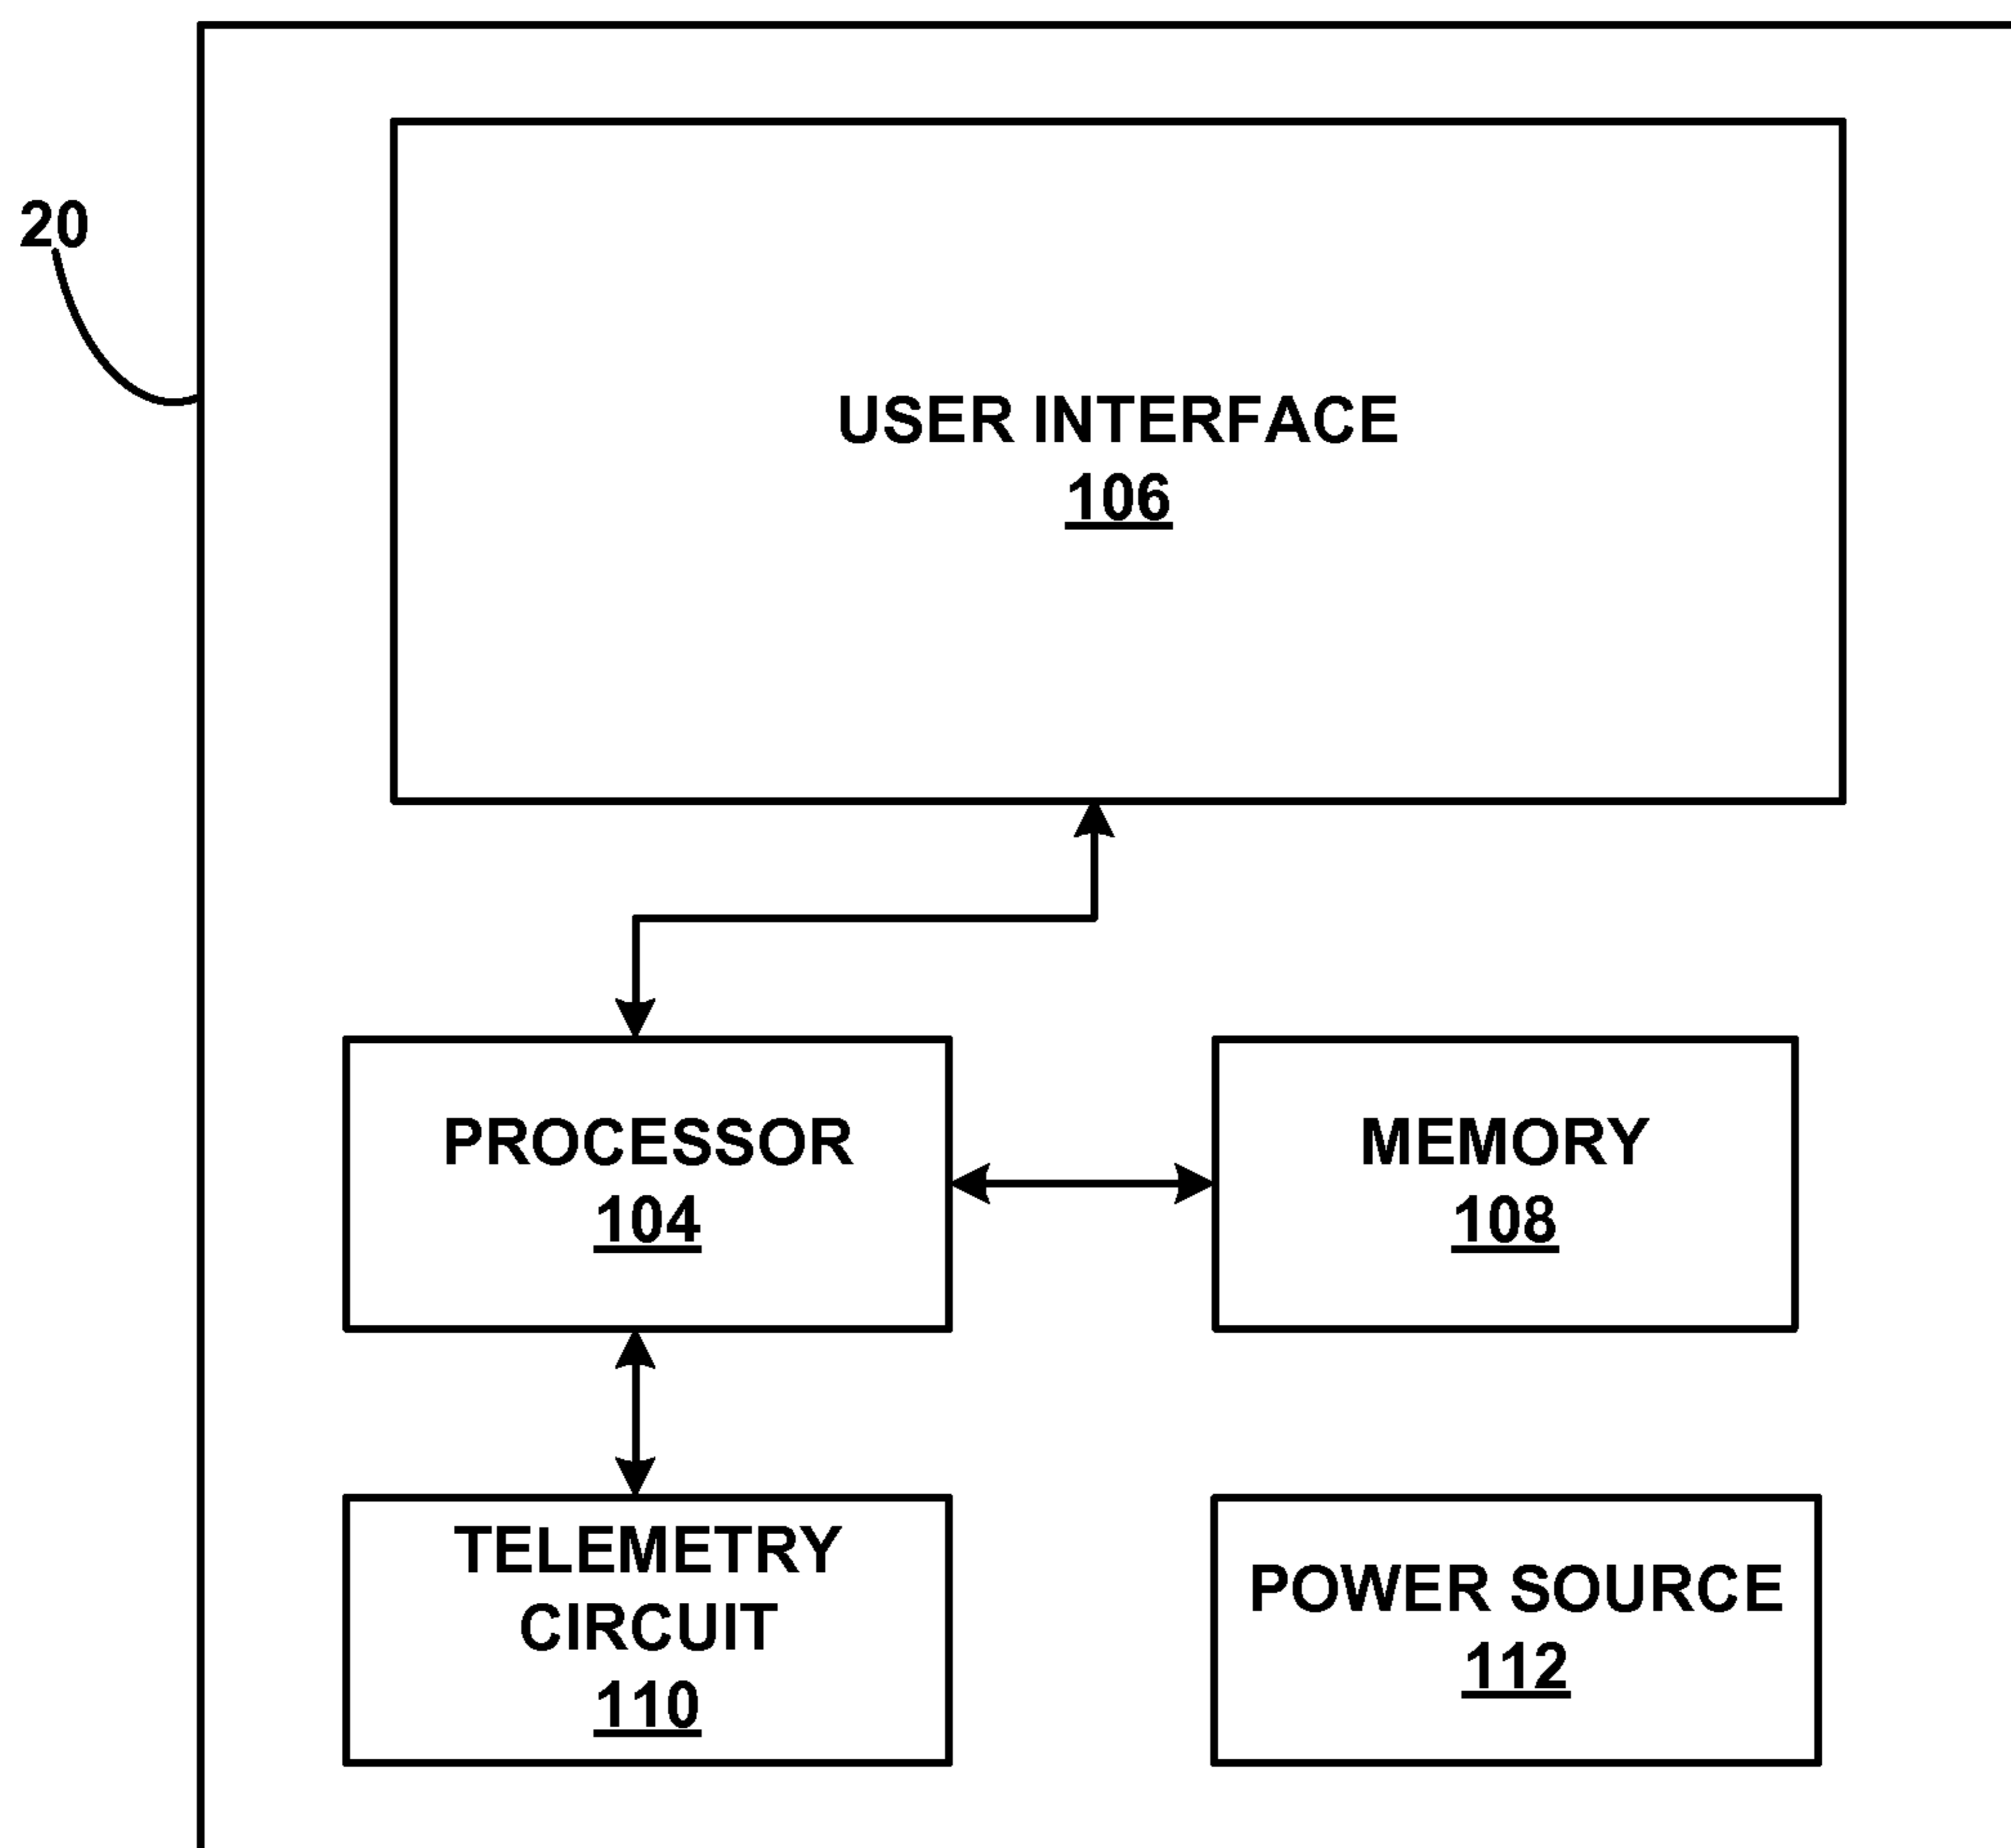 20
USER INTERFACE
106
PROCESSOR
104
MEMORY
108
TELEMETRY
CIRCUIT
110
POWER SOURCE
112